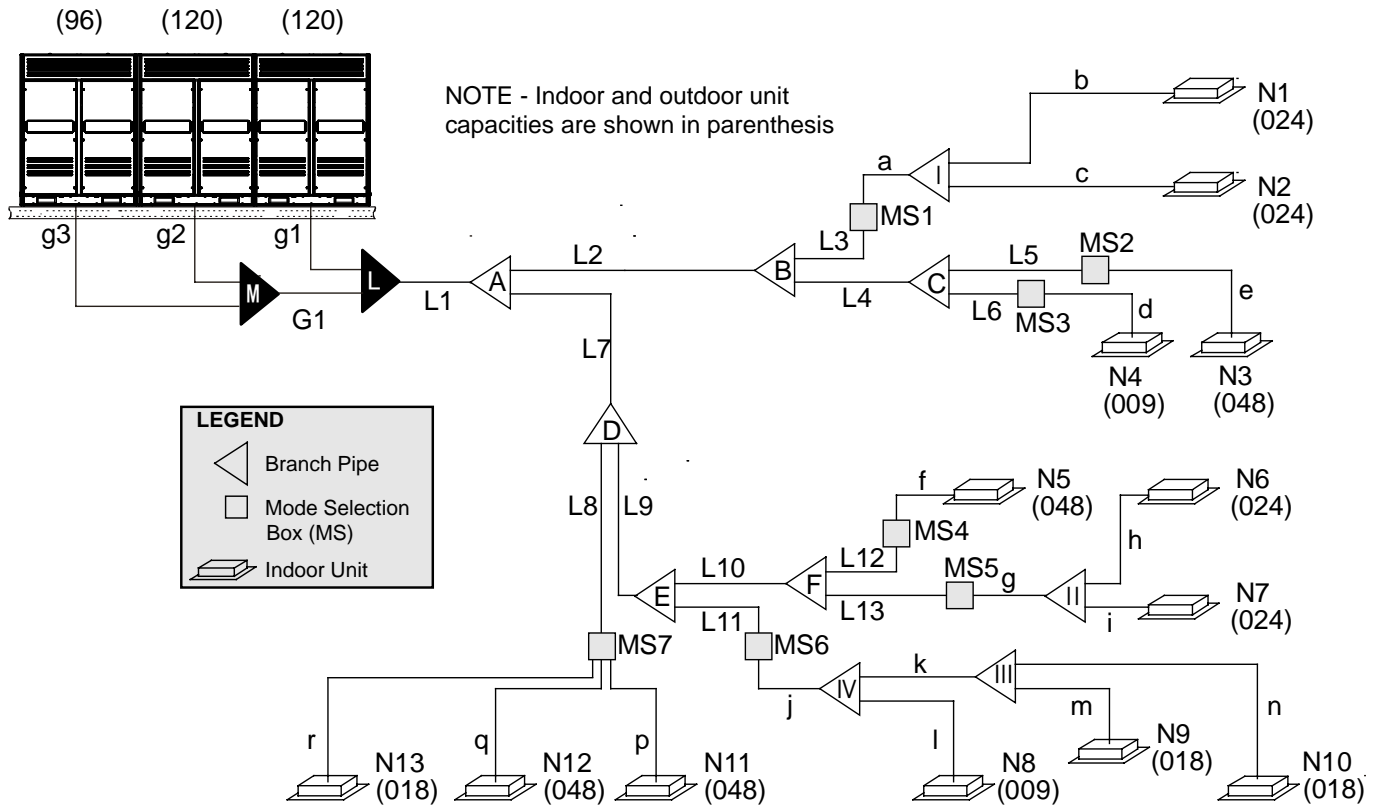 (96) (120) (120)
NOTE - Indoor and outdoor unit
capacities are shown in parenthesis
g3 g2 g1
M
G1
L
L1
A
L2
L7
B
L3
MS1
a
I
b
N1
(024)
c
N2
(024)
L4
C
L5
MS2
e
L6
MS3
d
N4
(009)
N3
(048)
LEGEND
Branch Pipe
Mode Selection
Box (MS)
Indoor Unit
D
L8
L9
E
L10
L11
F
L12
MS4
f
N5
(048)
L13
MS5
g
II
h
N6
(024)
i
N7
(024)
MS7
MS6
j
IV
k
III
l
m
n
r
q
p
N13
(018)
N12
(048)
N11
(048)
N8
(009)
N9
(018)
N10
(018)